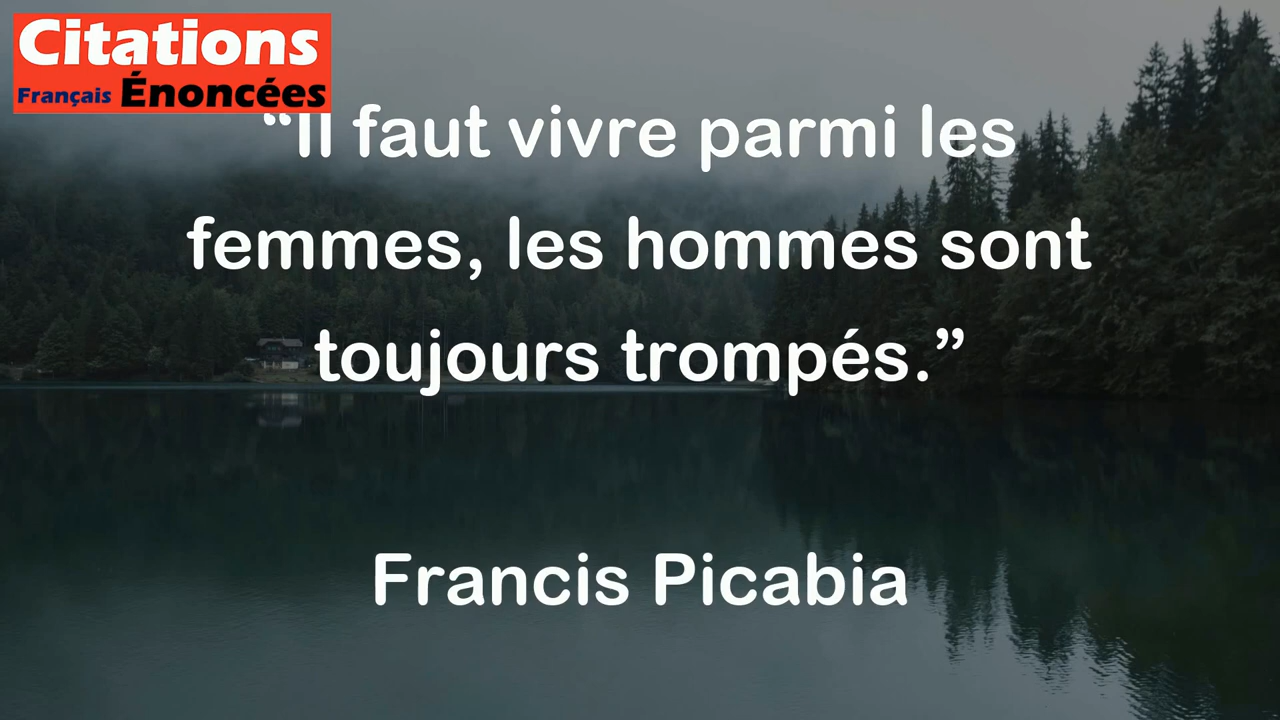 Citations
Français Énoncées
“Il faut vivre parmi les
femmes, les hommes sont
toujours trompés.”
Francis Picabia